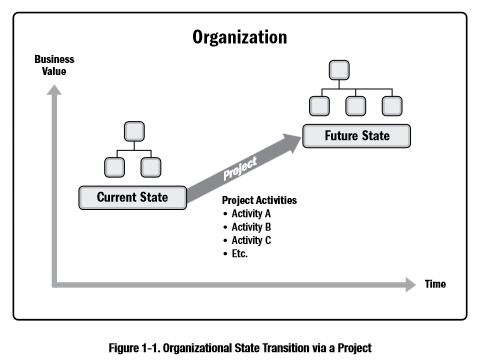 Organization
Business
Value
Future State
Project
Current State
Project Activities
• Activity A
• Activity B
• Activity C
• Etc.
Time
Figure 1-1. Organizational State Transition via a Project